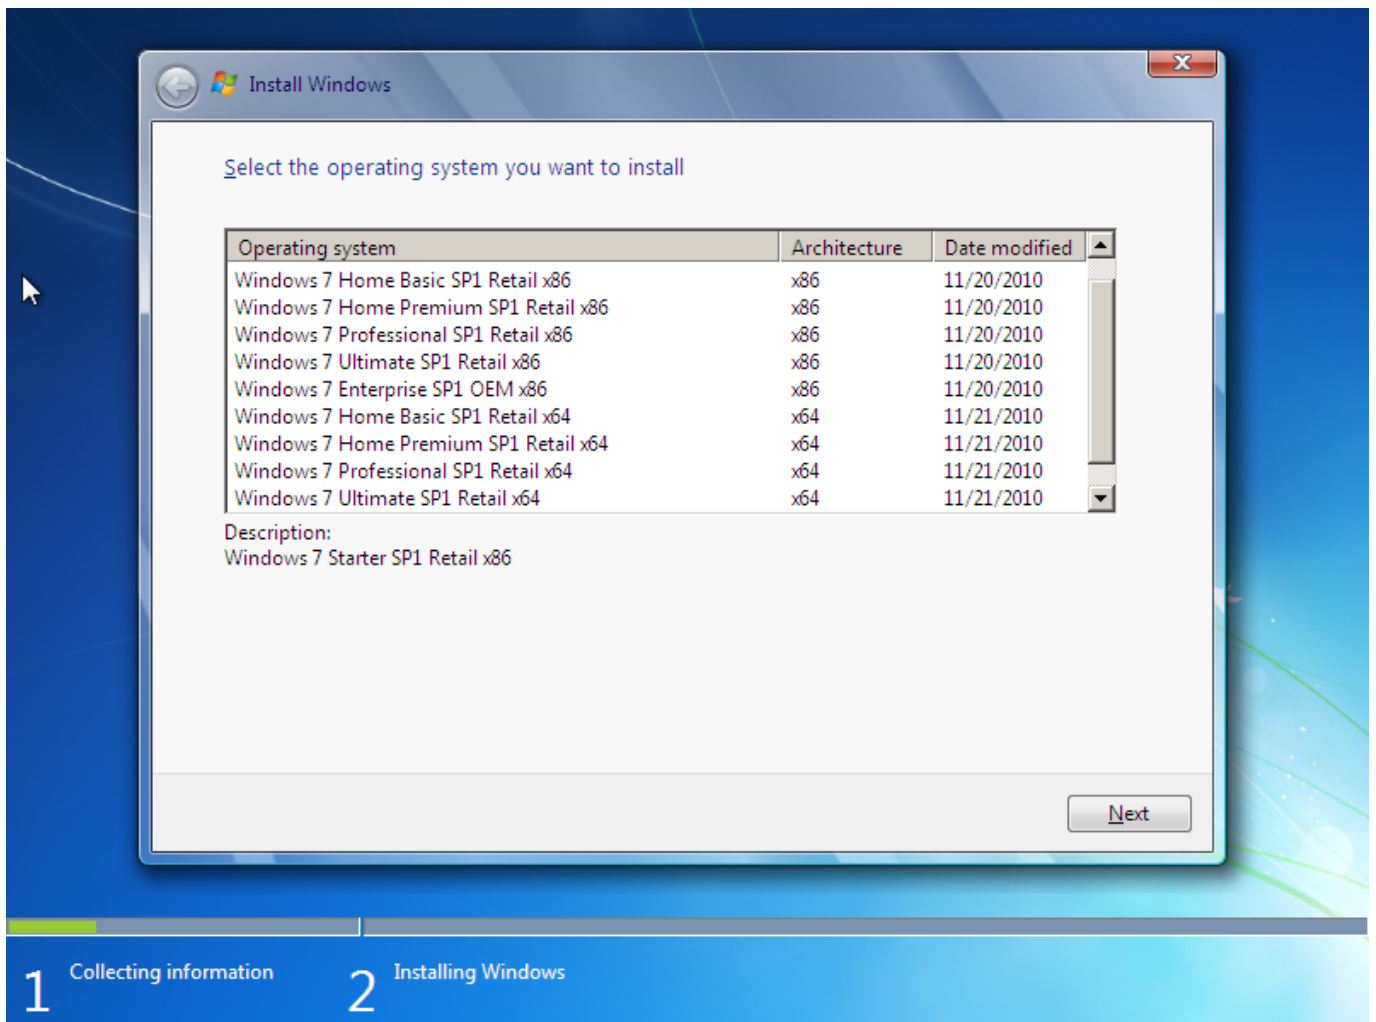 Install Windows
Select the operating system you want to install
Operating system Architecture Date modified
Windows 7 Home Basic SP1 Retail x86 x86 11/20/2010
Windows 7 Home Premium SP1 Retail x86 x86 11/20/2010
Windows 7 Professional SP1 Retail x86 x86 11/20/2010
Windows 7 Ultimate SP1 Retail x86 x86 11/20/2010
Windows 7 Enterprise SP1 OEM x86 x86 11/20/2010
Windows 7 Home Basic SP1 Retail x64 x64 11/21/2010
Windows 7 Home Premium SP1 Retail x64 x64 11/21/2010
Windows 7 Professional SP1 Retail x64 x64 11/21/2010
Windows 7 Ultimate SP1 Retail x64 x64 11/21/2010
Description:
Windows 7 Starter SP1 Retail x86
Next
1 Collecting information 2 Installing Windows